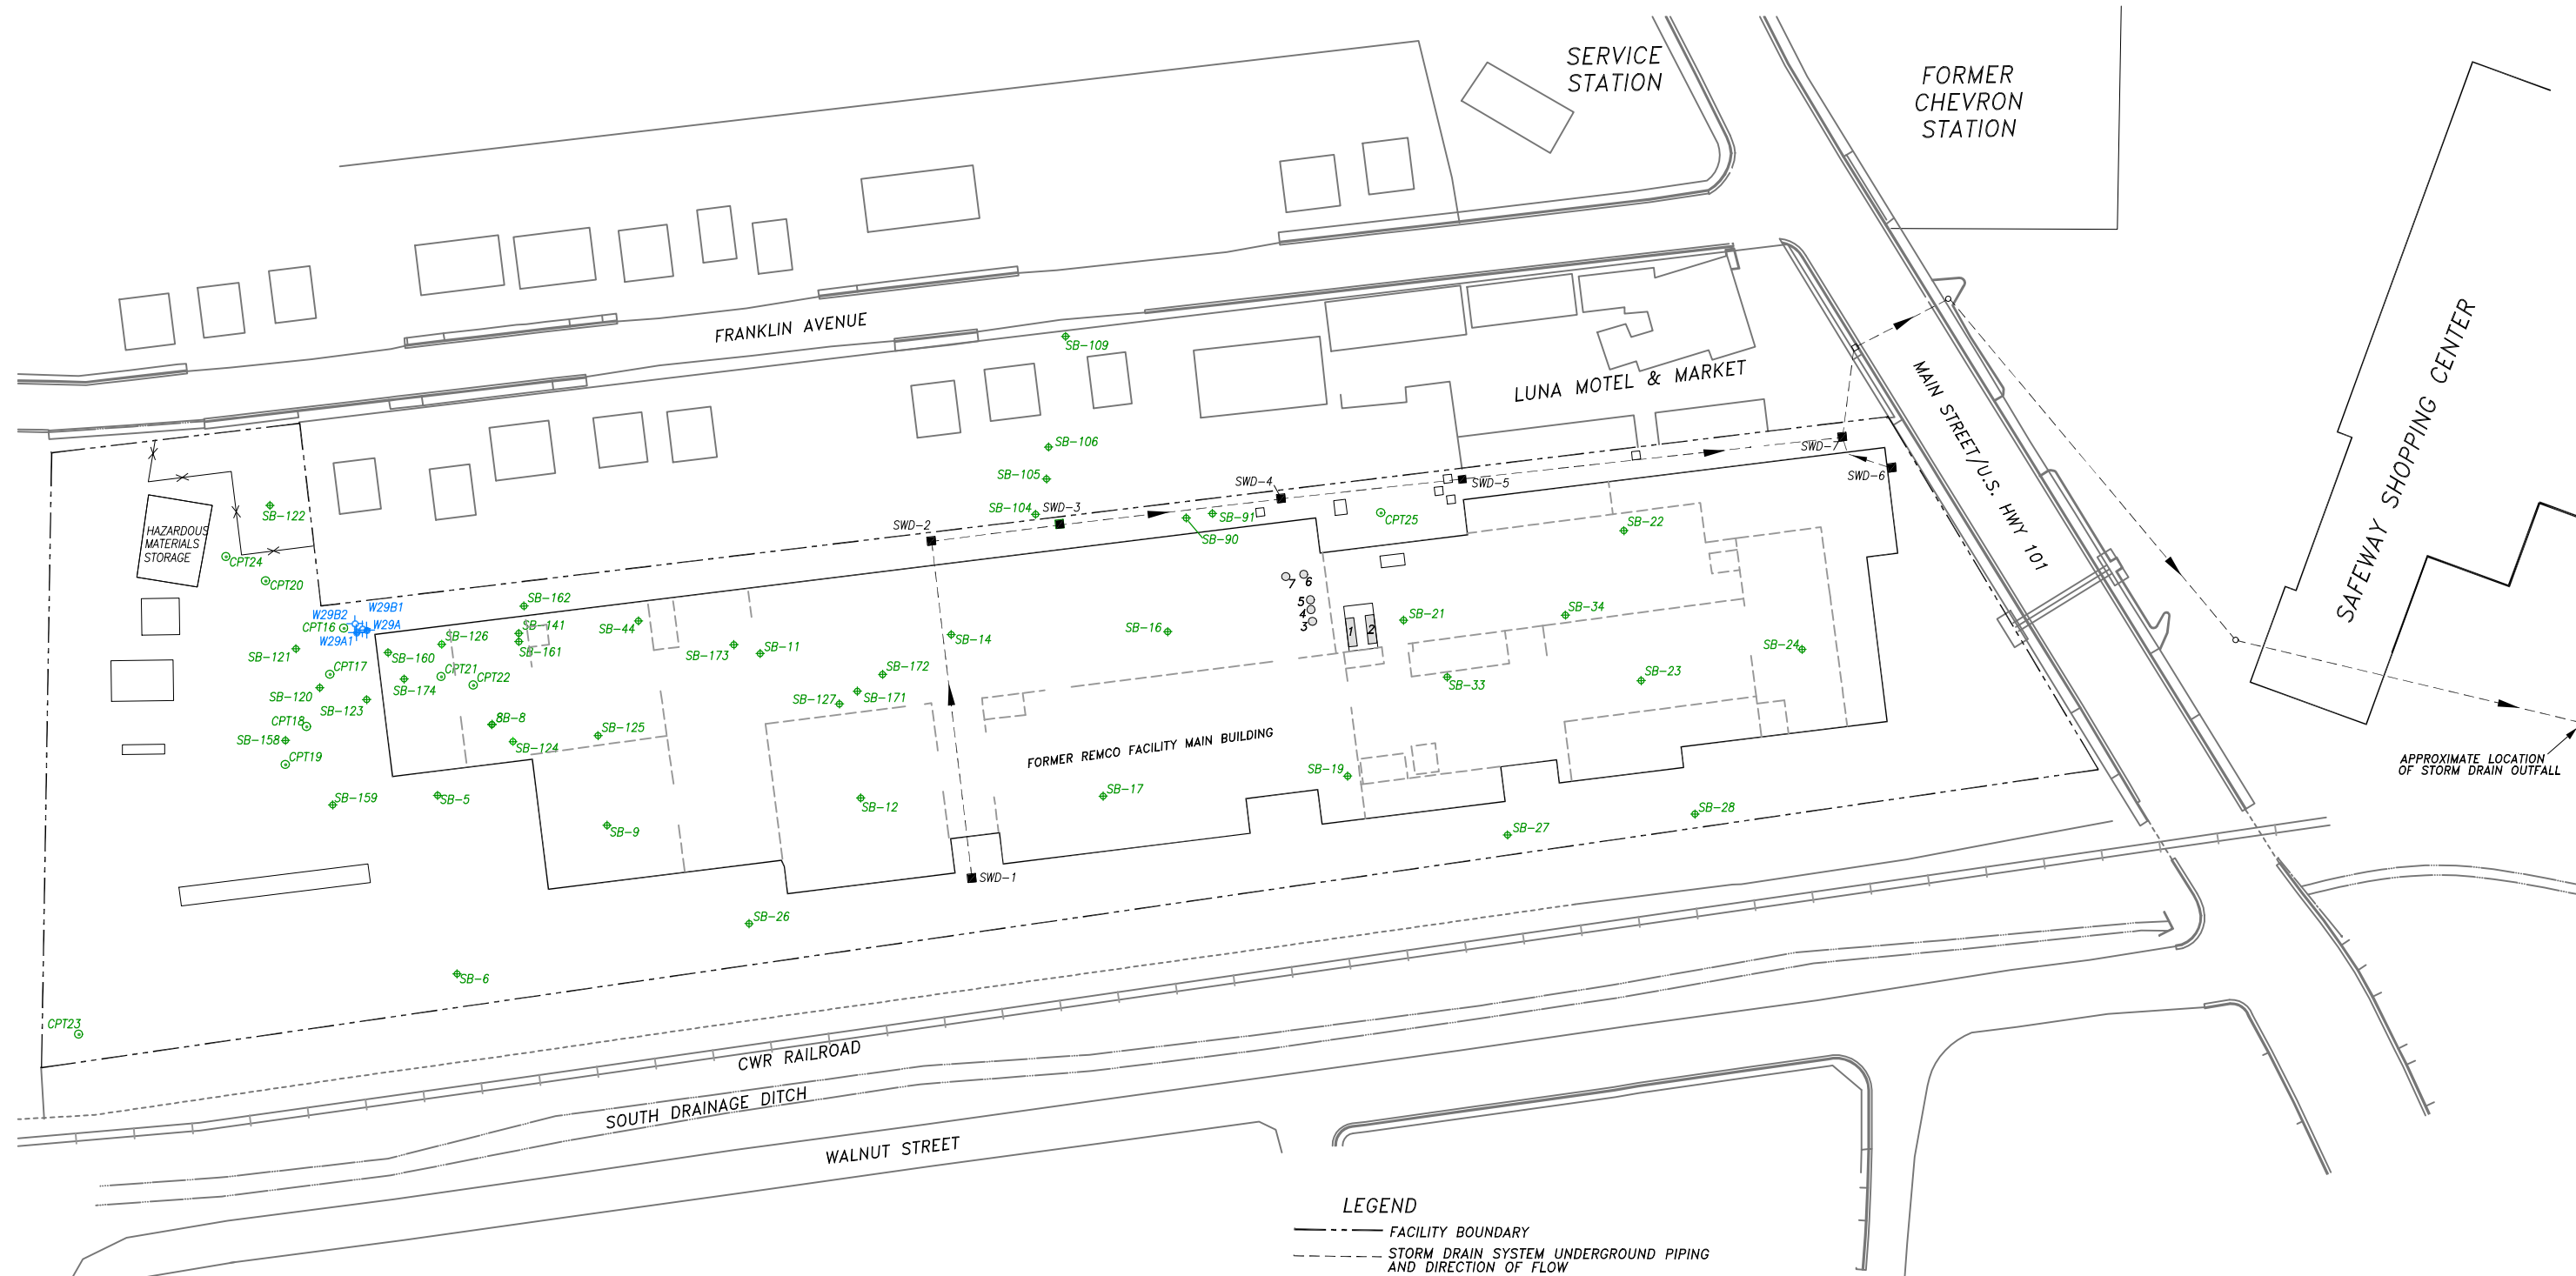 SERVICE
STATION
FORMER
CHEVRON
STATION
FRANKLIN AVENUE
SB-109
LUNA MOTEL & MARKET
MAIN STREET/U.S. HWY 101
SAFEWAY SHOPPING CENTER
SB-106
SB-105
SB-104
SWD-3
SWD-4
SWD-5
SWD-7
SWD-6
SWD-2
SB-91
SB-90
CPT25
SB-22
SB-122
HAZARDOUS
MATERIALS
STORAGE
CPT24
CPT20
W29B2
W29B1
CPT16
W29A
W29A1
SB-162
SB-141
SB-126
SB-161
SB-44
SB-173
SB-11
SB-14
SB-16
7
6
5
4
3
1
2
SB-21
SB-34
SB-24
SB-121
SB-160
CPT17
CPT21
CPT22
SB-174
SB-120
SB-123
SB-172
SB-171
SB-127
SB-33
SB-23
CPT18
8B-8
SB-158
SB-124
SB-125
CPT19
FORMER REMCO FACILITY MAIN BUILDING
SB-19
APPROXIMATE LOCATION
OF STORM DRAIN OUTFALL
SB-159
SB-5
SB-9
SB-12
SB-17
SB-27
SB-28
SWD-1
SB-26
SB-6
CPT23
CWR RAILROAD
SOUTH DRAINAGE DITCH
WALNUT STREET
LEGEND
FACILITY BOUNDARY
STORM DRAIN SYSTEM UNDERGROUND PIPING
AND DIRECTION OF FLOW